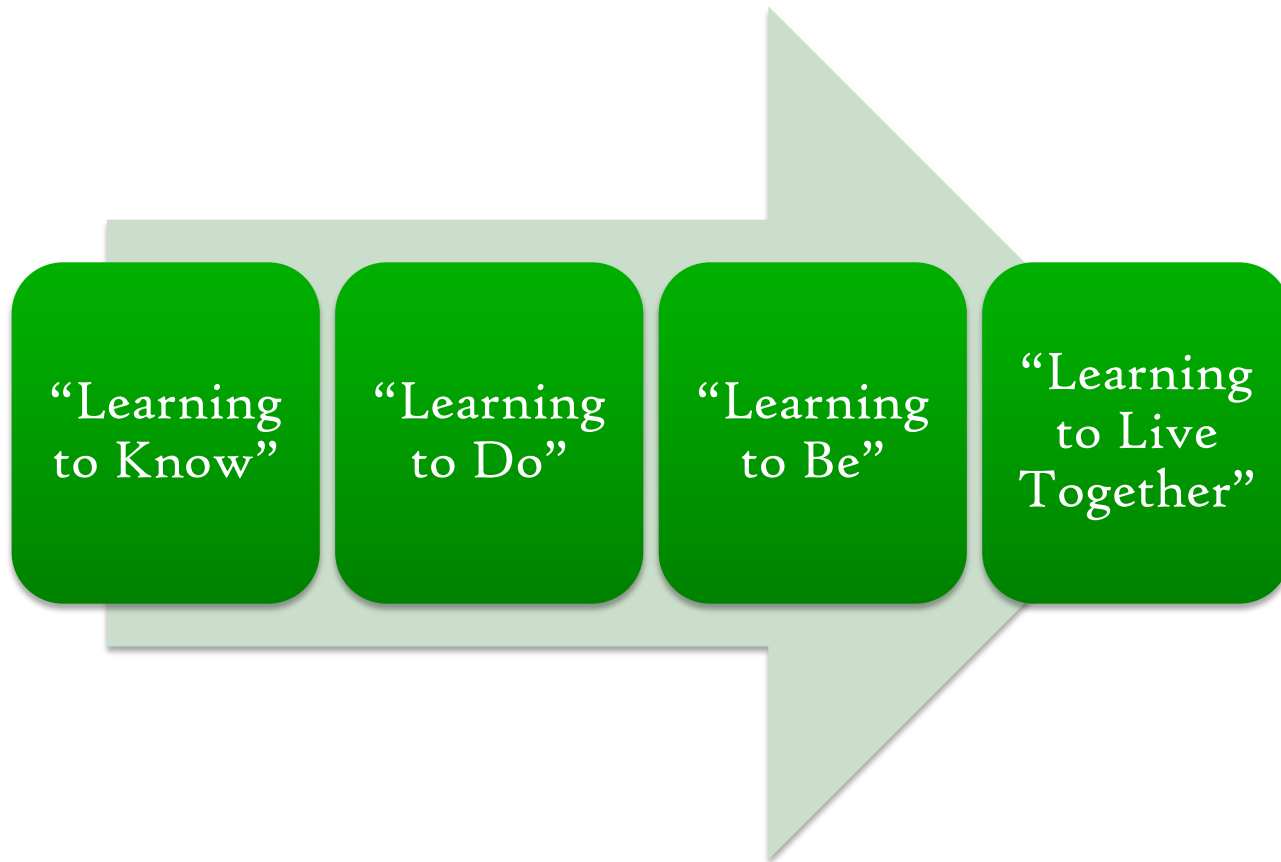 “Learning
to Know”
“Learning
to Do”
“Learning
to Be”
“Learning
to Live
Together”